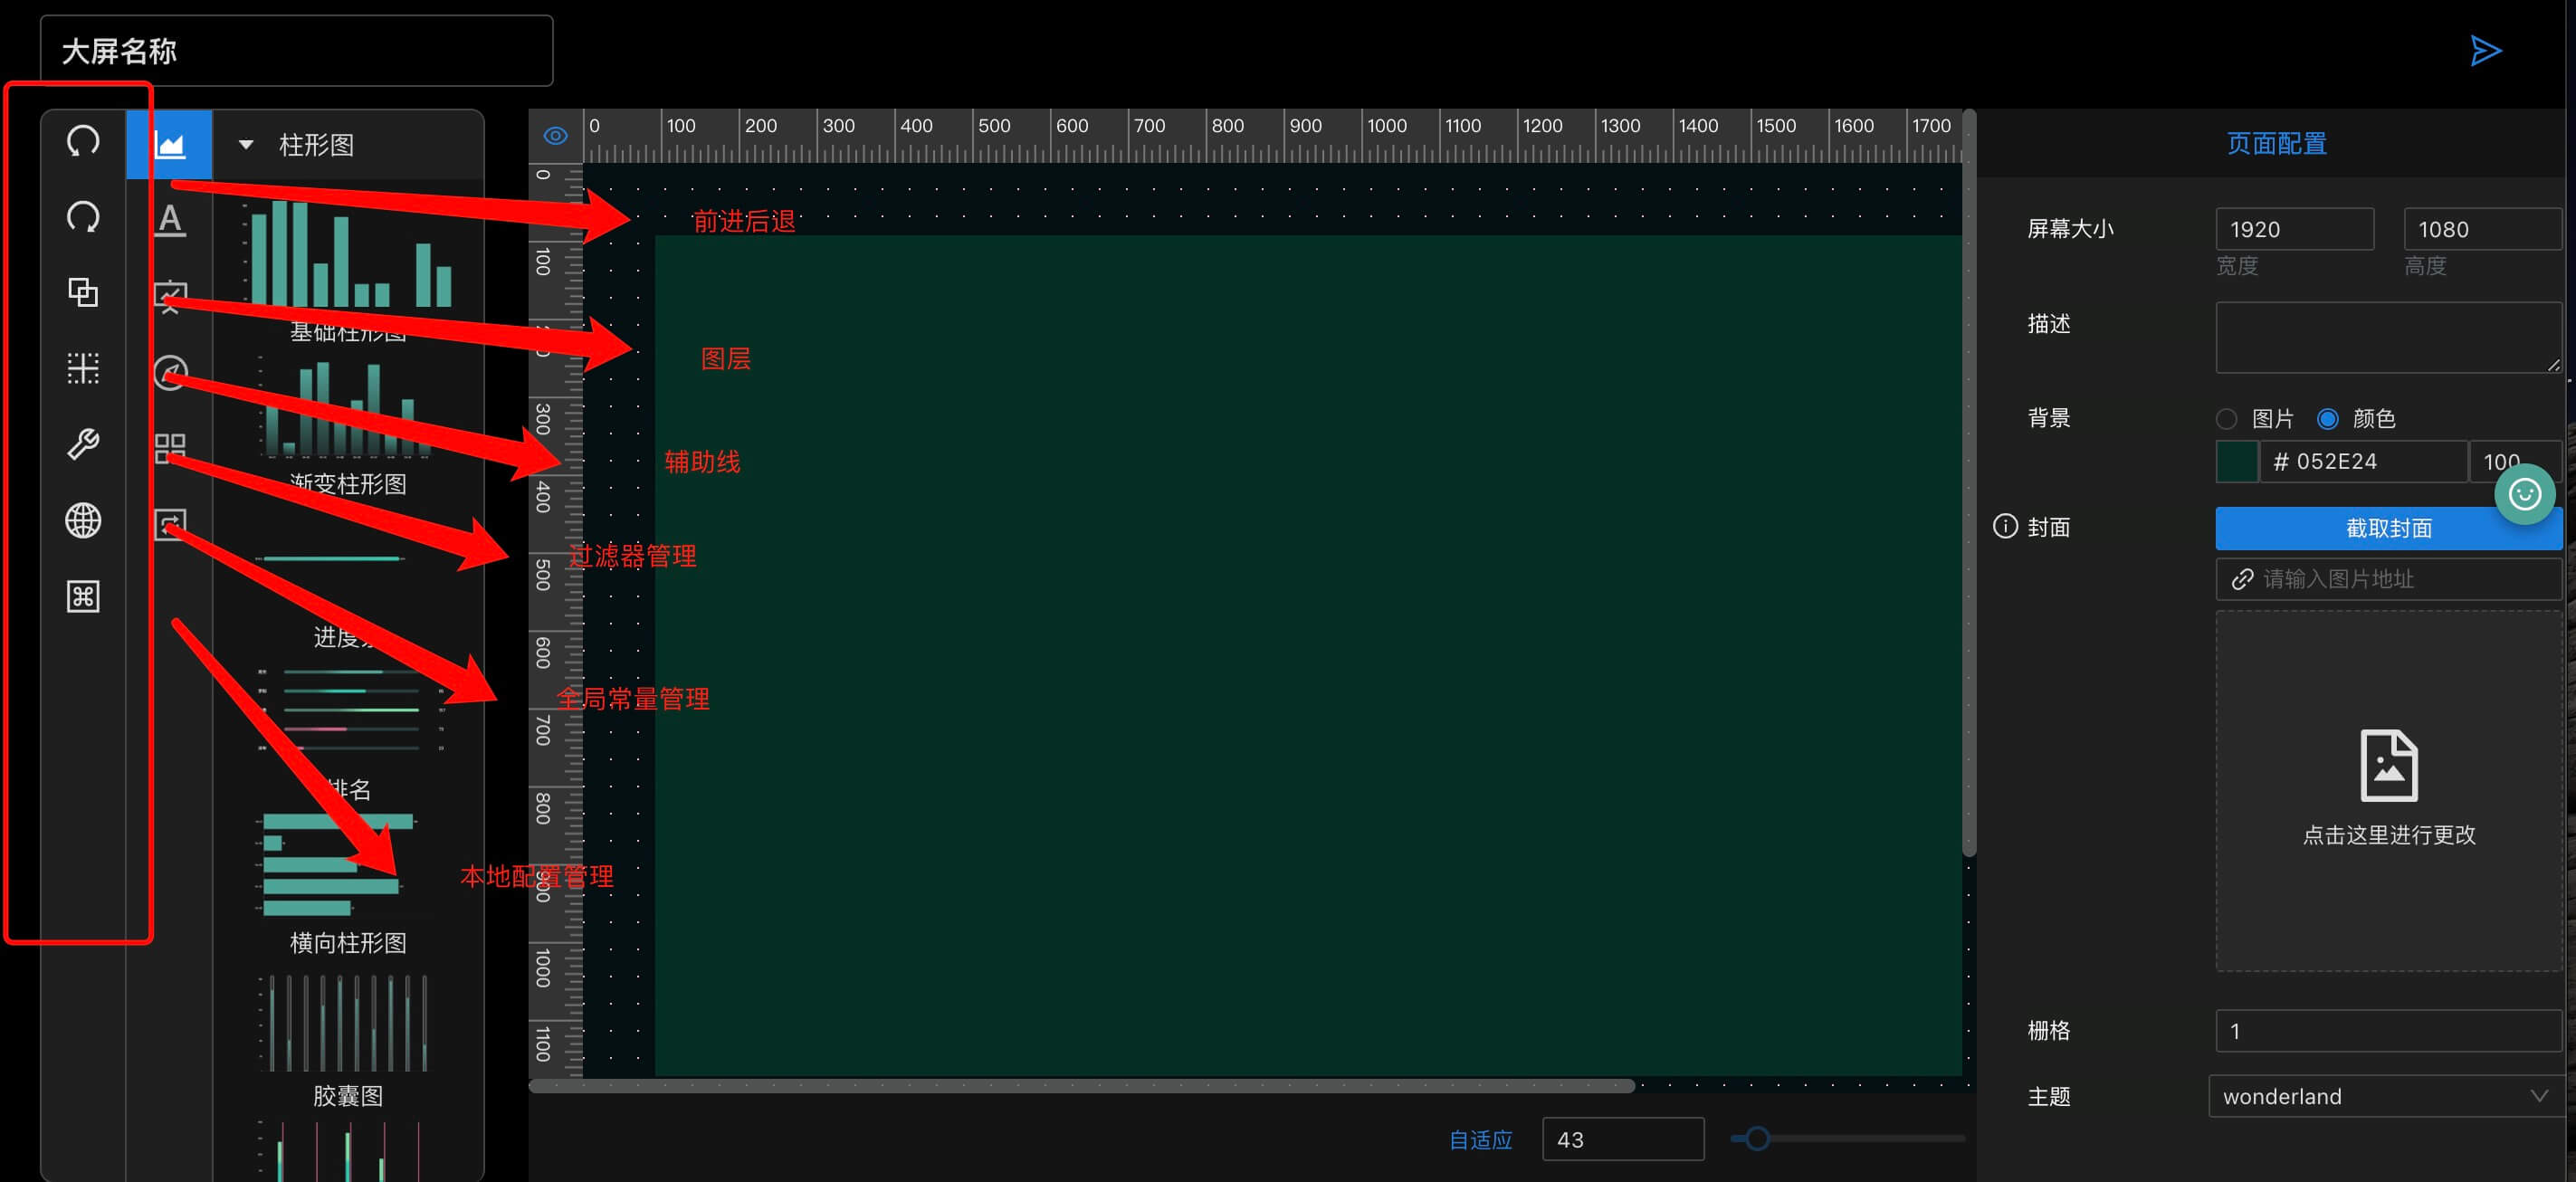 大屏名称
柱形图
基础柱形图
渐变柱形图
进度
排名
横向柱形图
胶囊图
0 100 200 300 400 500 600 700 800 900 1000 1100 1200 1300 1400 1500 1600 1700
0
100
300
400
500
600
700
800
900
1000
1100
前进后退
图层
辅助线
过滤器管理
全局常量管理
本地配置管理
自适应 43
页面配置
屏幕大小 1920 1080
宽度 高度
描述
背景 图片 颜色
# 052E24 100
封面 截取封面
请输入图片地址
点击这里进行更改
栅格 1
主题 wonderland